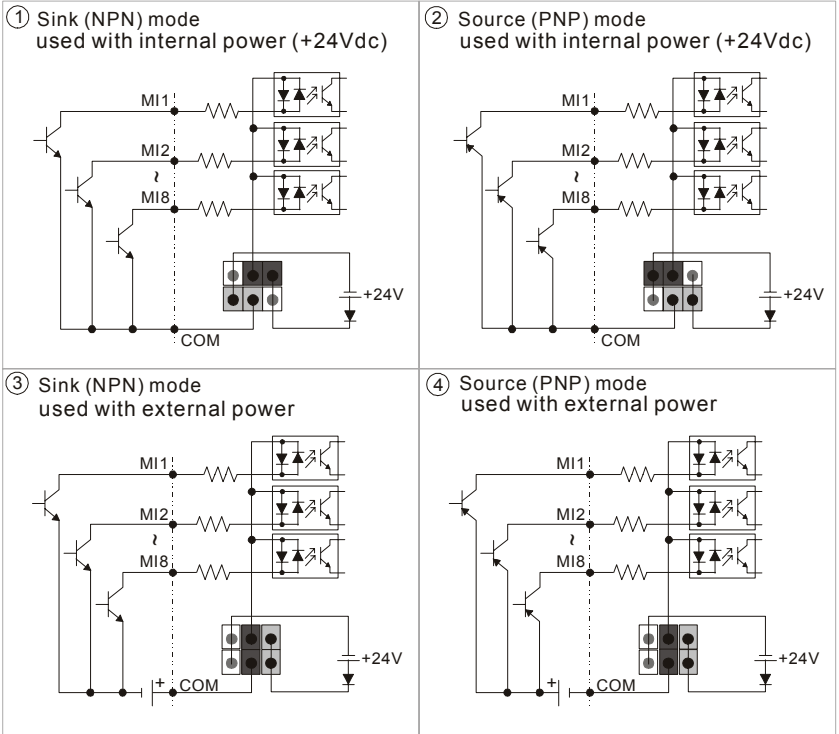 ① Sink (NPN) mode
used with internal power (+24Vdc)
MI1
MI2
~
MI8
+24V
COM
② Source (PNP) mode
used with internal power (+24Vdc)
MI1
MI2
~
MI8
+24V
COM
③ Sink (NPN) mode
used with external power
MI1
MI2
~
MI8
+24V
+
COM
④ Source (PNP) mode
used with external power
MI1
MI2
~
MI8
+24V
+
COM